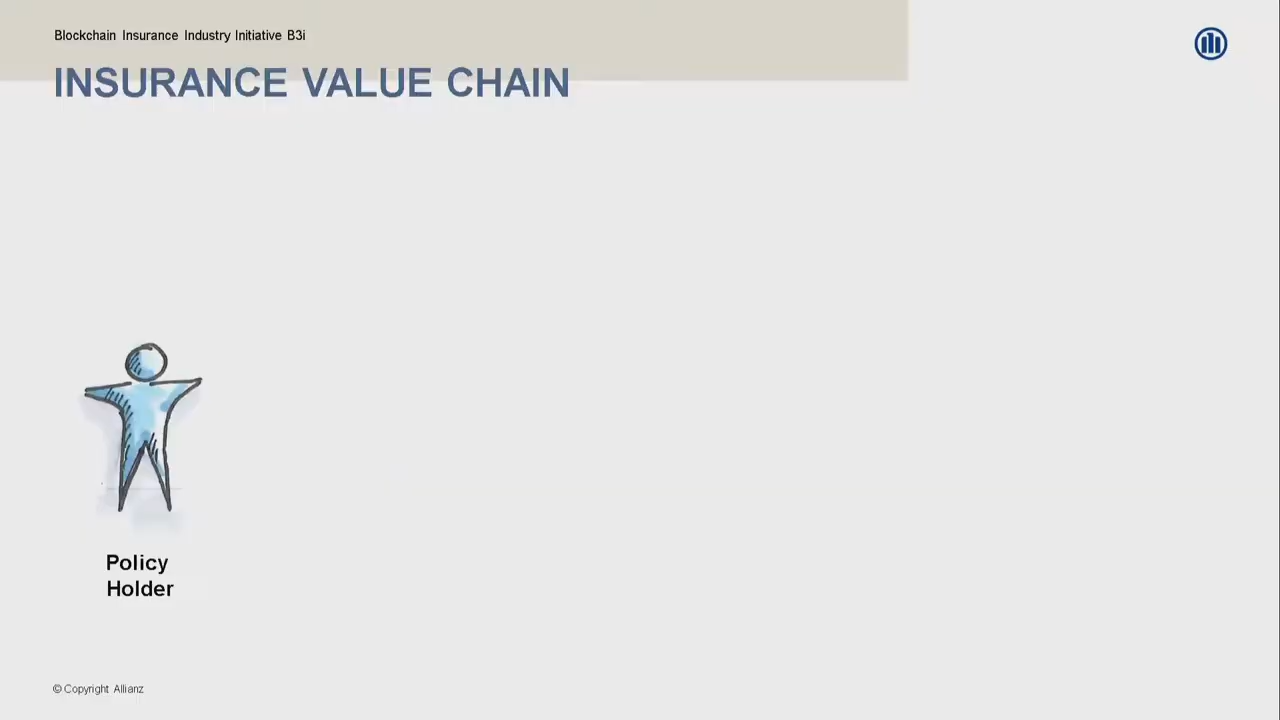 Blockchain Insurance Industry Initiative B3i
INSURANCE VALUE CHAIN
Policy
Holder
© Copyright Allianz